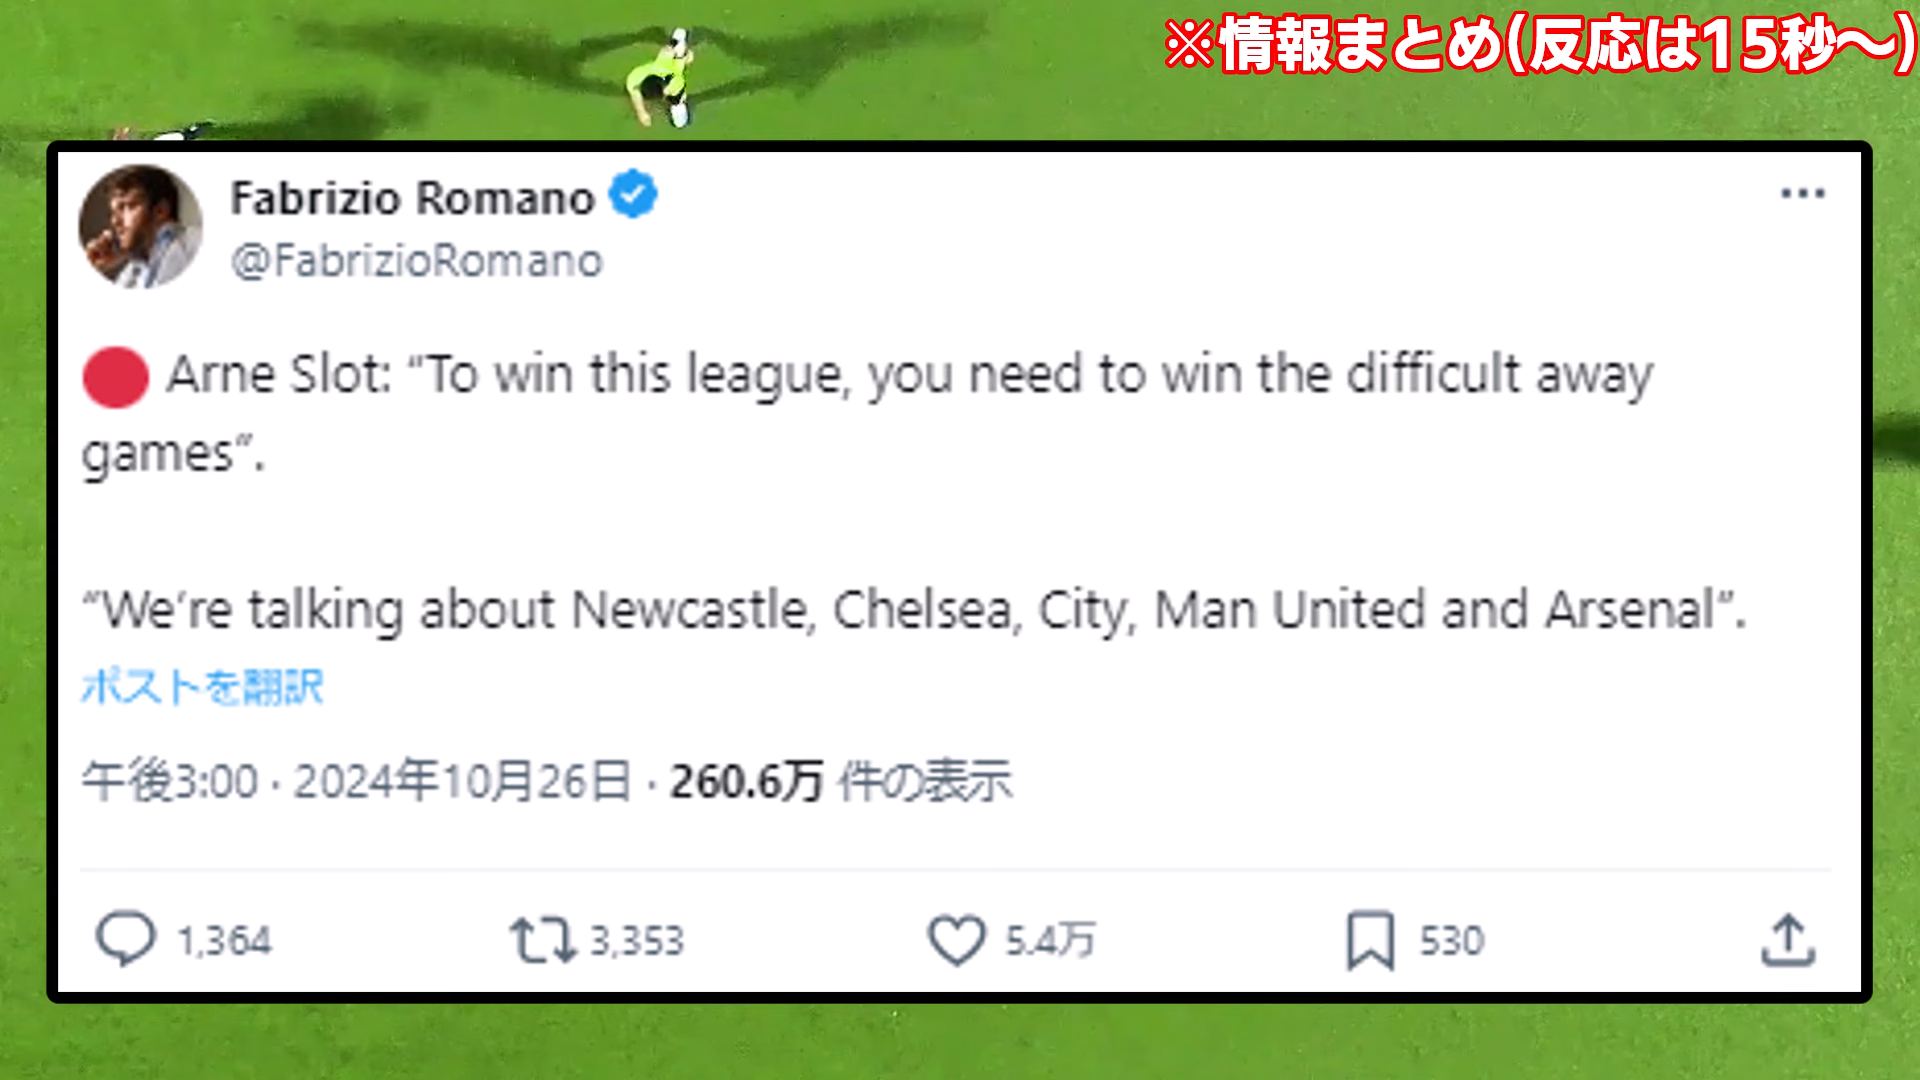 ※情報まとめ(反応は15秒～)
Fabrizio Romano
@FabrizioRomano
Arne Slot: “To win this league, you need to win the difficult away
games”.
“We’re talking about Newcastle, Chelsea, City, Man United and Arsenal”.
ポストを翻訳
午後3:00 · 2024年10月26日 · 260.6万 件の表示
1,364 3,353 5.4万 530